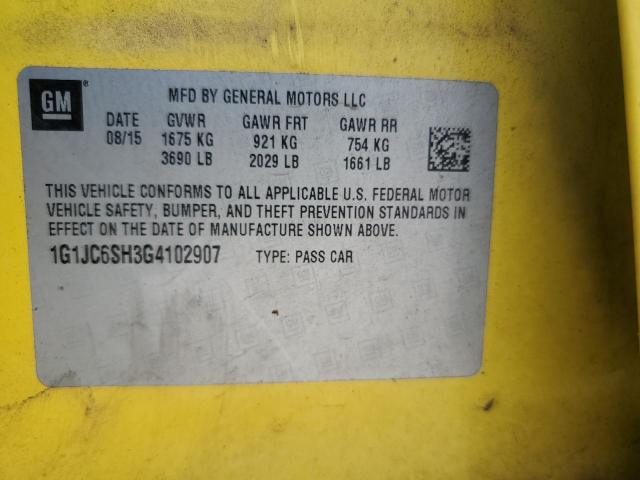 GM
MFD BY GENERAL MOTORS LLC
DATE GVWR GAWR FRT GAWR RR
08/15 1675 KG 921 KG 754 KG
3690 LB 2029 LB 1661 LB
THIS VEHICLE CONFORMS TO ALL APPLICABLE U.S. FEDERAL MOTOR
VEHICLE SAFETY, BUMPER, AND THEFT PREVENTION STANDARDS IN
EFFECT ON THE DATE OF MANUFACTURE SHOWN ABOVE.
1G1JC6SH3G4102907 TYPE: PASS CAR